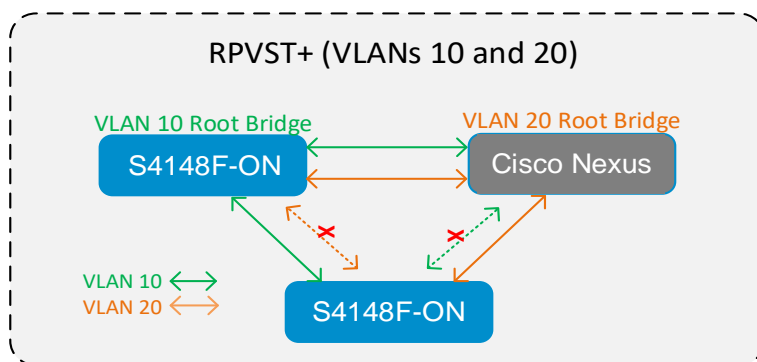 RPVST+ (VLANs 10 and 20)
VLAN 10 Root Bridge
VLAN 20 Root Bridge
S4148F-ON
Cisco Nexus
X
X
VLAN 10
VLAN 20
S4148F-ON